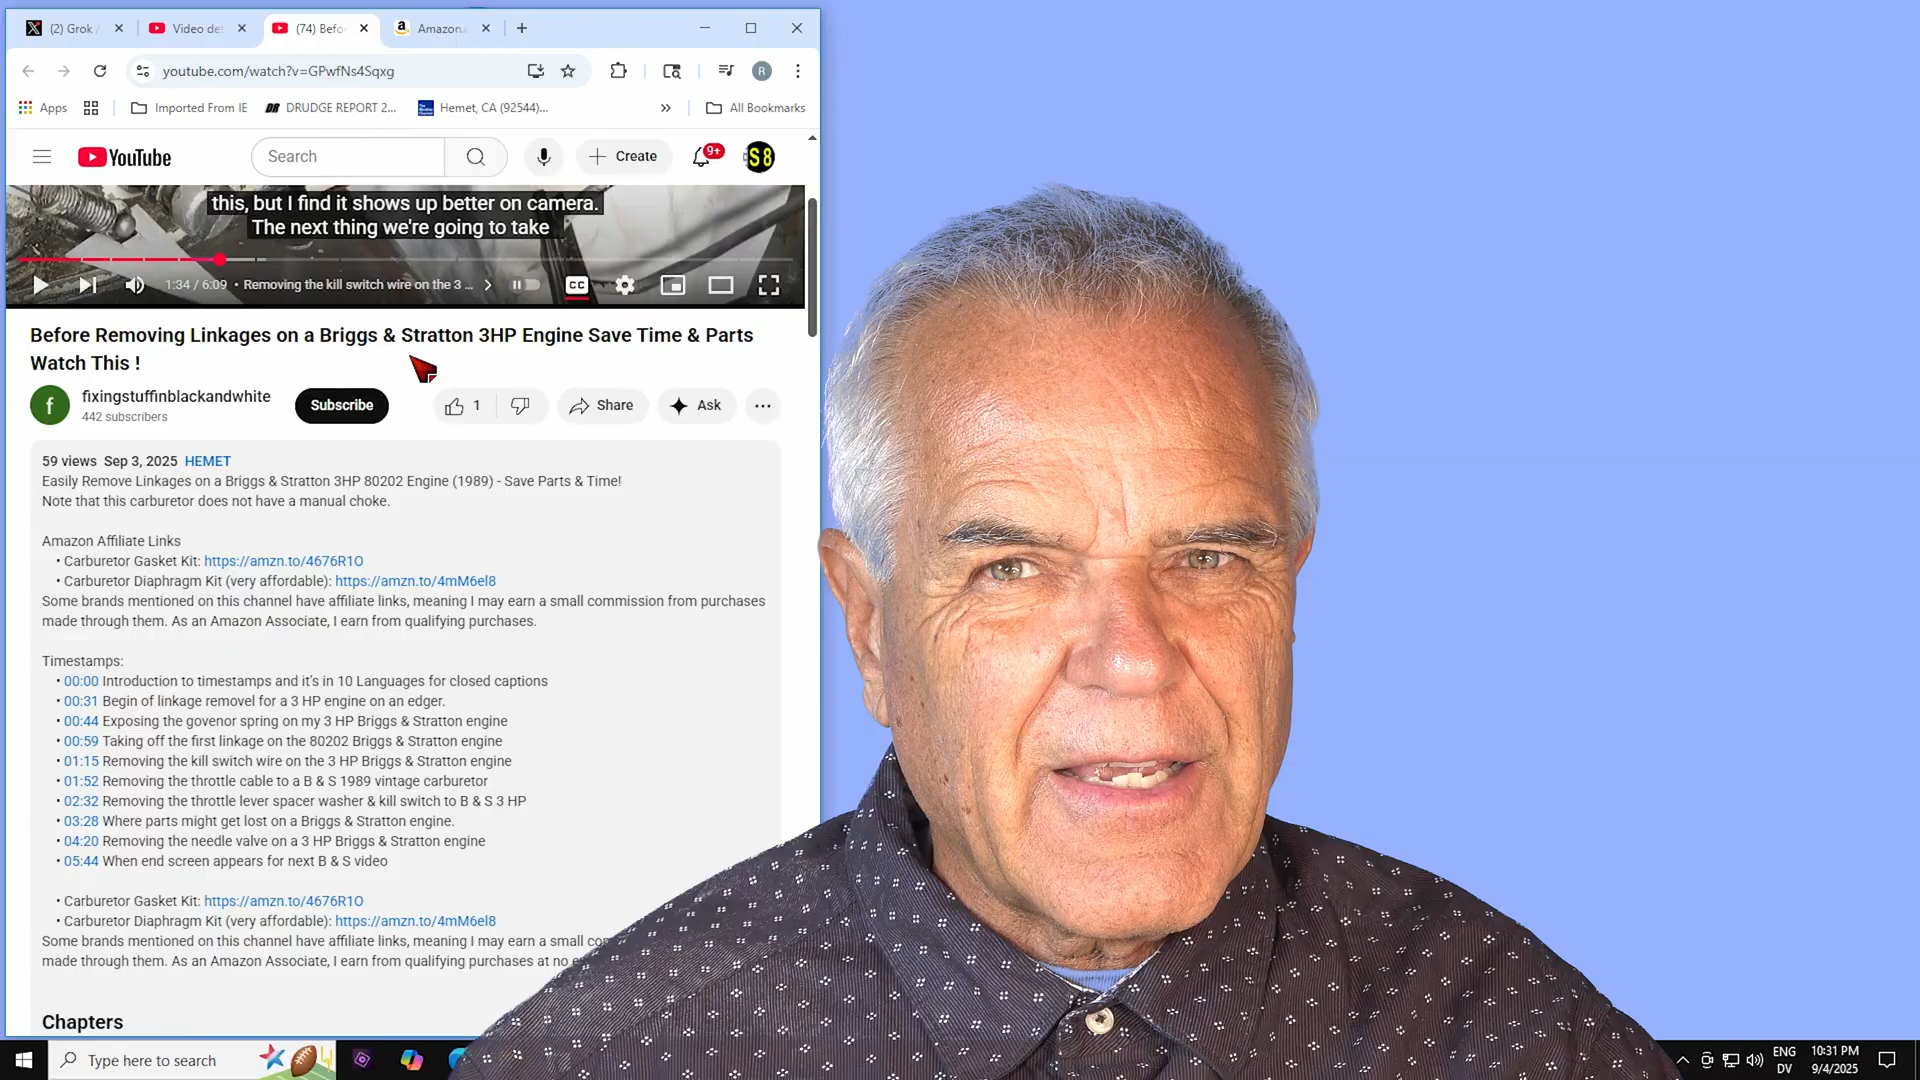 (2) Grok /
Video det
(74) Befo
Amazon.c
youtube.com/watch?v=GPwfNs4Sqxg
R
Apps
Imported From IE
DR DRUDGE REPORT 2...
Hemet, CA (92544)...
All Bookmarks
YouTube
Search
Create
9+
S8
this, but I find it shows up better on camera.
The next thing we're going to take
1:34 / 6:09 • Removing the kill switch wire on the 3 ...
CC
Before Removing Linkages on a Briggs & Stratton 3HP Engine Save Time & Parts
Watch This !
f
fixingstuffinblackandwhite
442 subscribers
Subscribe
1
Share
Ask
59 views Sep 3, 2025 HEMET
Easily Remove Linkages on a Briggs & Stratton 3HP 80202 Engine (1989) - Save Parts & Time!
Note that this carburetor does not have a manual choke.
Amazon Affiliate Links
• Carburetor Gasket Kit: https://amzn.to/4676R1O
• Carburetor Diaphragm Kit (very affordable): https://amzn.to/4mM6el8
Some brands mentioned on this channel have affiliate links, meaning I may earn a small commission from purchases
made through them. As an Amazon Associate, I earn from qualifying purchases.
Timestamps:
• 00:00 Introduction to timestamps and it's in 10 Languages for closed captions
• 00:31 Begin of linkage removel for a 3 HP engine on an edger.
• 00:44 Exposing the govenor spring on my 3 HP Briggs & Stratton engine
• 00:59 Taking off the first linkage on the 80202 Briggs & Stratton engine
• 01:15 Removing the kill switch wire on the 3 HP Briggs & Stratton engine
• 01:52 Removing the throttle cable to a B & S 1989 vintage carburetor
• 02:32 Removing the throttle lever spacer washer & kill switch to B & S 3 HP
• 03:28 Where parts might get lost on a Briggs & Stratton engine.
• 04:20 Removing the needle valve on a 3 HP Briggs & Stratton engine
• 05:44 When end screen appears for next B & S video
• Carburetor Gasket Kit: https://amzn.to/4676R1O
• Carburetor Diaphragm Kit (very affordable): https://amzn.to/4mM6el8
Some brands mentioned on this channel have affiliate links, meaning I may earn a small co
made through them. As an Amazon Associate, I earn from qualifying purchases at no
Chapters
Type here to search
ENG
DV
10:31 PM
9/4/2025